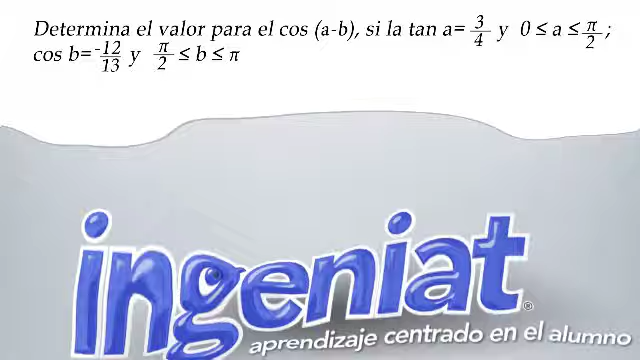 Determina el valor para el cos (a-b), si la tan a= 3/4 y 0 ≤ a ≤ π/2 ;
cos b= -12/13 y π/2 ≤ b ≤ π
ingeniat®
aprendizaje centrado en el alumno